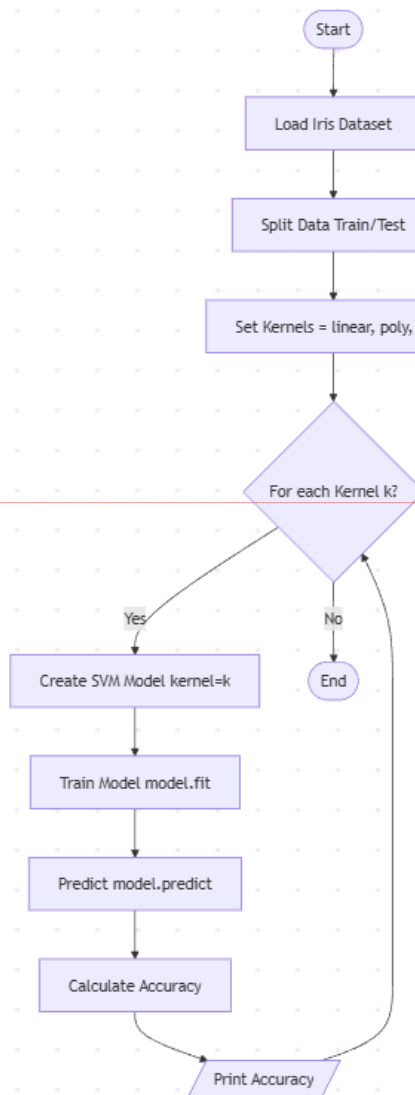 Start
Load Iris Dataset
Split Data Train/Test
Set Kernels = linear, poly,
For each Kernel k?
Yes
No
Create SVM Model kernel=k
End
Train Model model.fit
Predict model.predict
Calculate Accuracy
Print Accuracy